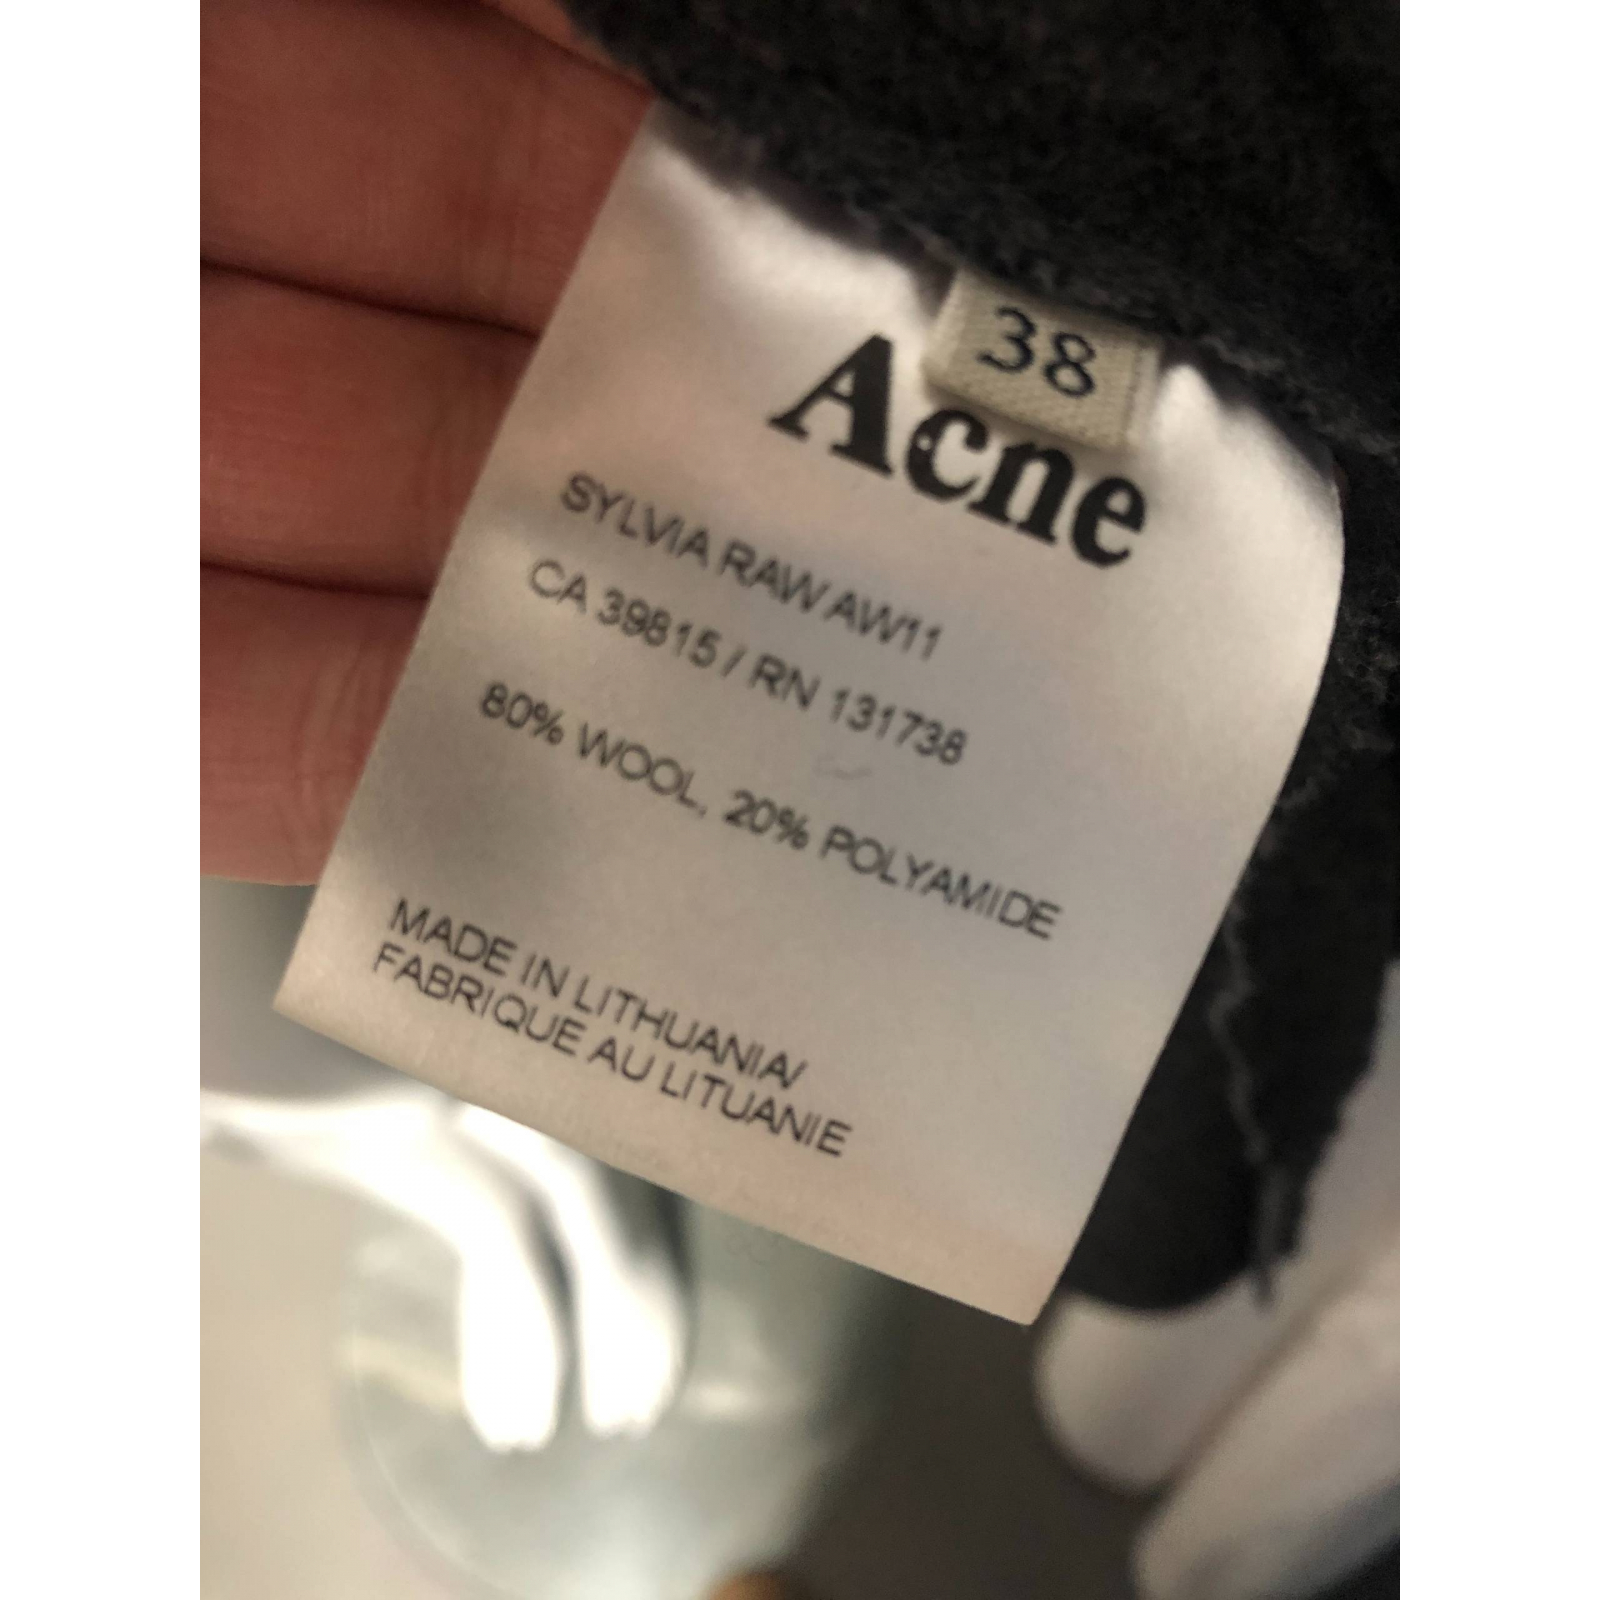 38
Acne
SYLVIA RAW AW11
CA 39815 / RN 131738
80% WOOL, 20% POLYAMIDE
MADE IN LITHUANIA/
FABRIQUE AU LITUANIE